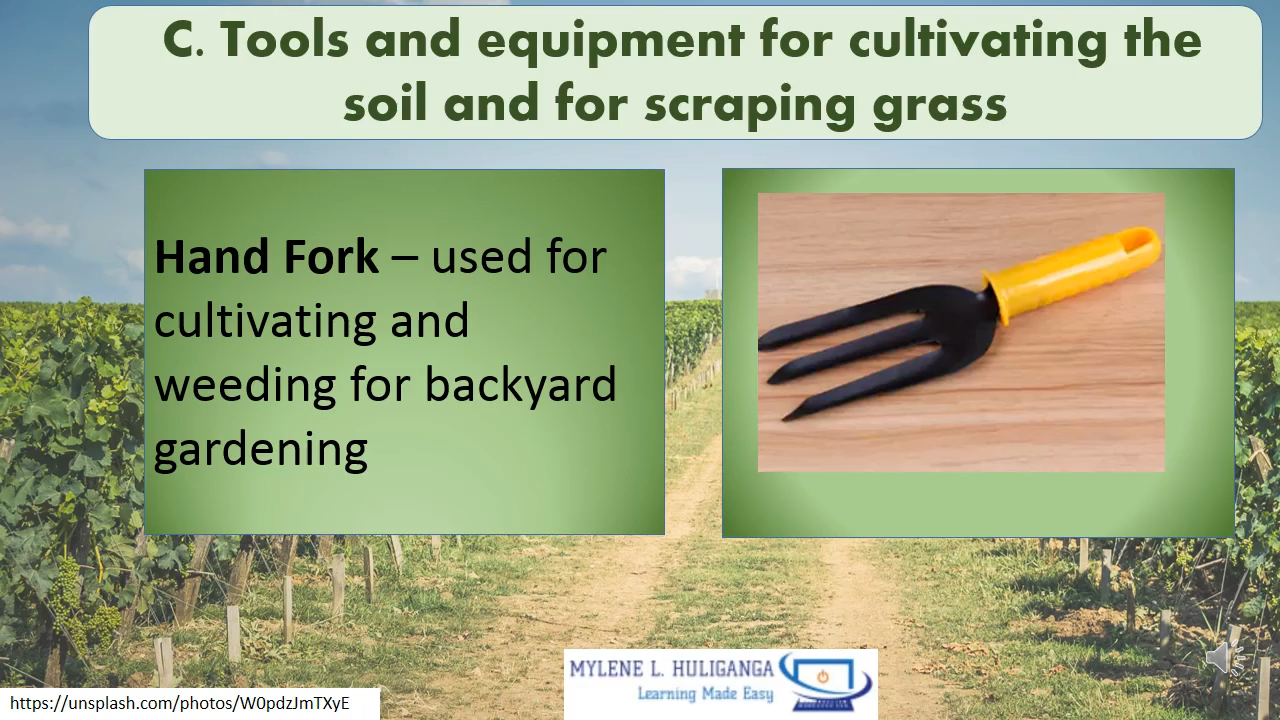 C. Tools and equipment for cultivating the
soil and for scraping grass
Hand Fork – used for
cultivating and
weeding for backyard
gardening
MYLENE L. HULIGANGA
Learning Made Easy
https://unsplash.com/photos/W0pdzJmTXyE